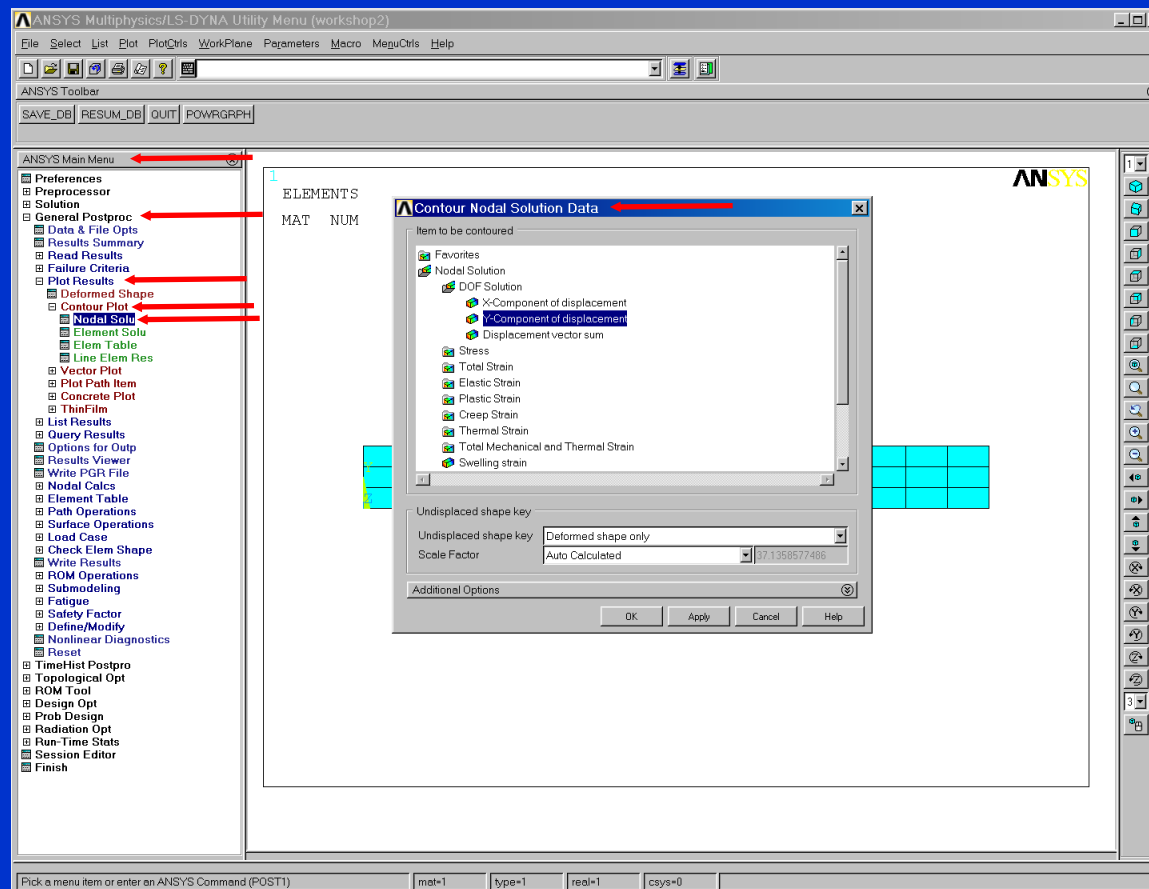 ANSYS Multiphysics/LS-DYNA Utility Menu (workshop2)
File Select List Plot PlotCtrls WorkPlane Parameters Macro MenuCtrls Help
ANSYS Toolbar
SAVE_DB RESUM_DB QUIT POWRGRPH
ANSYS Main Menu
Preferences
Preprocessor
Solution
General Postproc
Data & File Opts
Results Summary
Read Results
Failure Criteria
Plot Results
Deformed Shape
Contour Plot
Nodal Solu
Element Solu
Elem Table
Line Elem Res
Vector Plot
Plot Path Item
Concrete Plot
ThinFilm
List Results
Query Results
Options for Outp
Results Viewer
Write PGR File
Nodal Calcs
Element Table
Path Operations
Surface Operations
Load Case
Check Elem Shape
Write Results
ROM Operations
Submodeling
Fatigue
Safety Factor
Define/Modify
Nonlinear Diagnostics
Reset
TimeHist Postpro
Topological Opt
ROM Tool
Design Opt
Prob Design
Radiation Opt
Run-Time Stats
Session Editor
Finish
1
ELEMENTS
MAT NUM
ANSYS
Y
Z
Contour Nodal Solution Data
Item to be contoured
Favorites
Nodal Solution
DOF Solution
X-Component of displacement
Y-Component of displacement
Displacement vector sum
Stress
Total Strain
Elastic Strain
Plastic Strain
Creep Strain
Thermal Strain
Total Mechanical and Thermal Strain
Swelling strain
Undisplaced shape key
Undisplaced shape key Deformed shape only
Scale Factor Auto Calculated 37.1358577486
Additional Options
OK Apply Cancel Help
1
3
Pick a menu item or enter an ANSYS Command (POST1) mat=1 type=1 real=1 csys=0